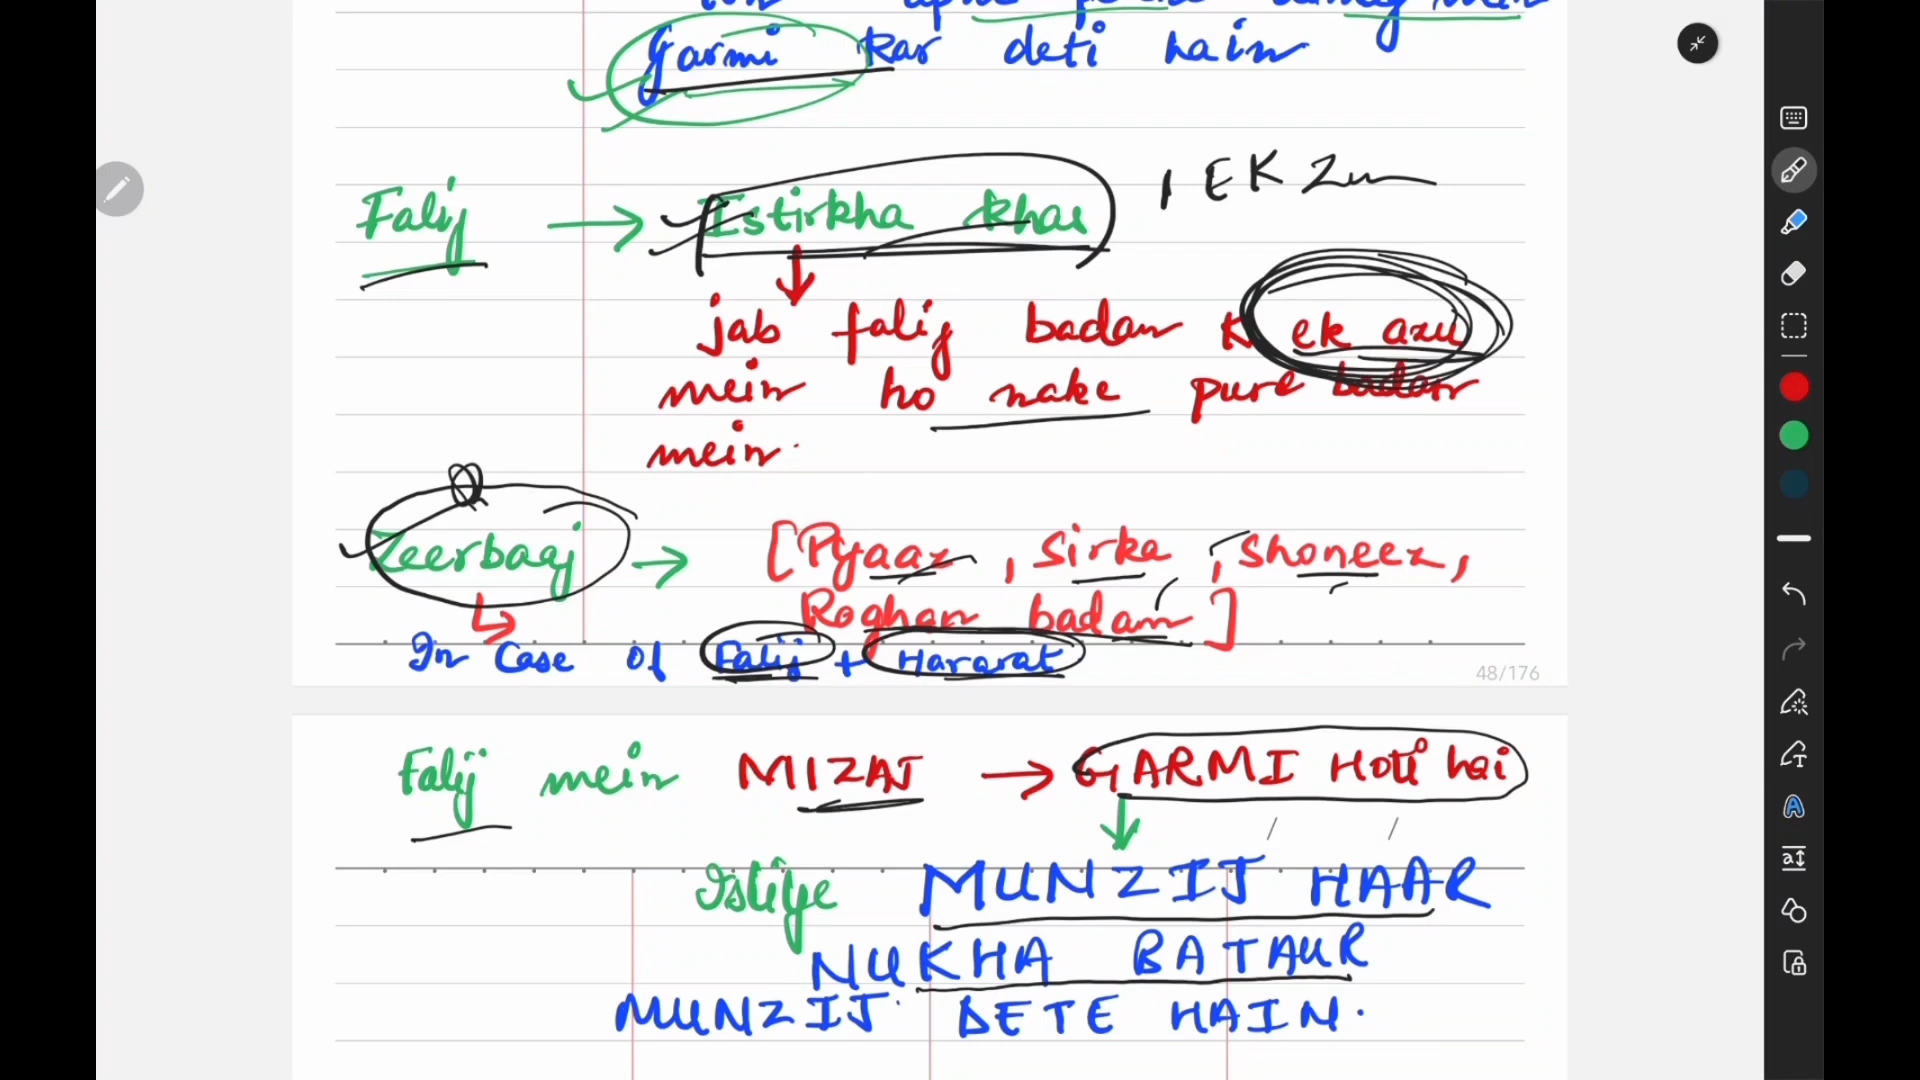 Garmi kar deti hain
Falij → Estirkha khas , EK Zu
jab falij badan k ek azu
mein ho nake pure badan
mein.
Zeerbaaj → [Pyaaz, Sirka, Shoneez,
Roghan badam]
In Case of Falij + Hararat
48/176
Falij mein MIZAJ → GARMI Hoti hai
Isliye MUNZIJ HAAR
NUKHA BATAUR
MUNZIJ DETE HAIN.